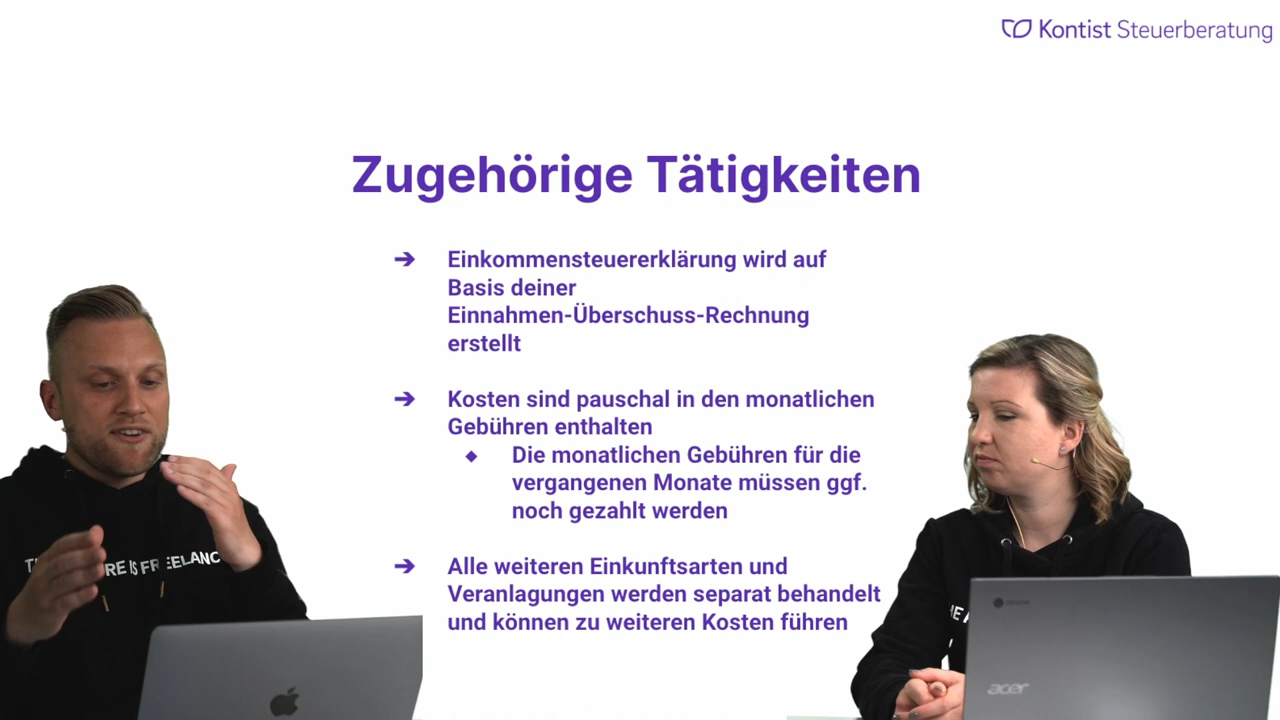 Kontist Steuerberatung
Zugehörige Tätigkeiten
➔ Einkommensteuererklärung wird auf
Basis deiner
Einnahmen-Überschuss-Rechnung
erstellt
➔ Kosten sind pauschal in den monatlichen
Gebühren enthalten
◆ Die monatlichen Gebühren für die
vergangenen Monate müssen ggf.
noch gezahlt werden
➔ Alle weiteren Einkunftsarten und
Veranlagungen werden separat behandelt
und können zu weiteren Kosten führen
IS FREELANC
acer